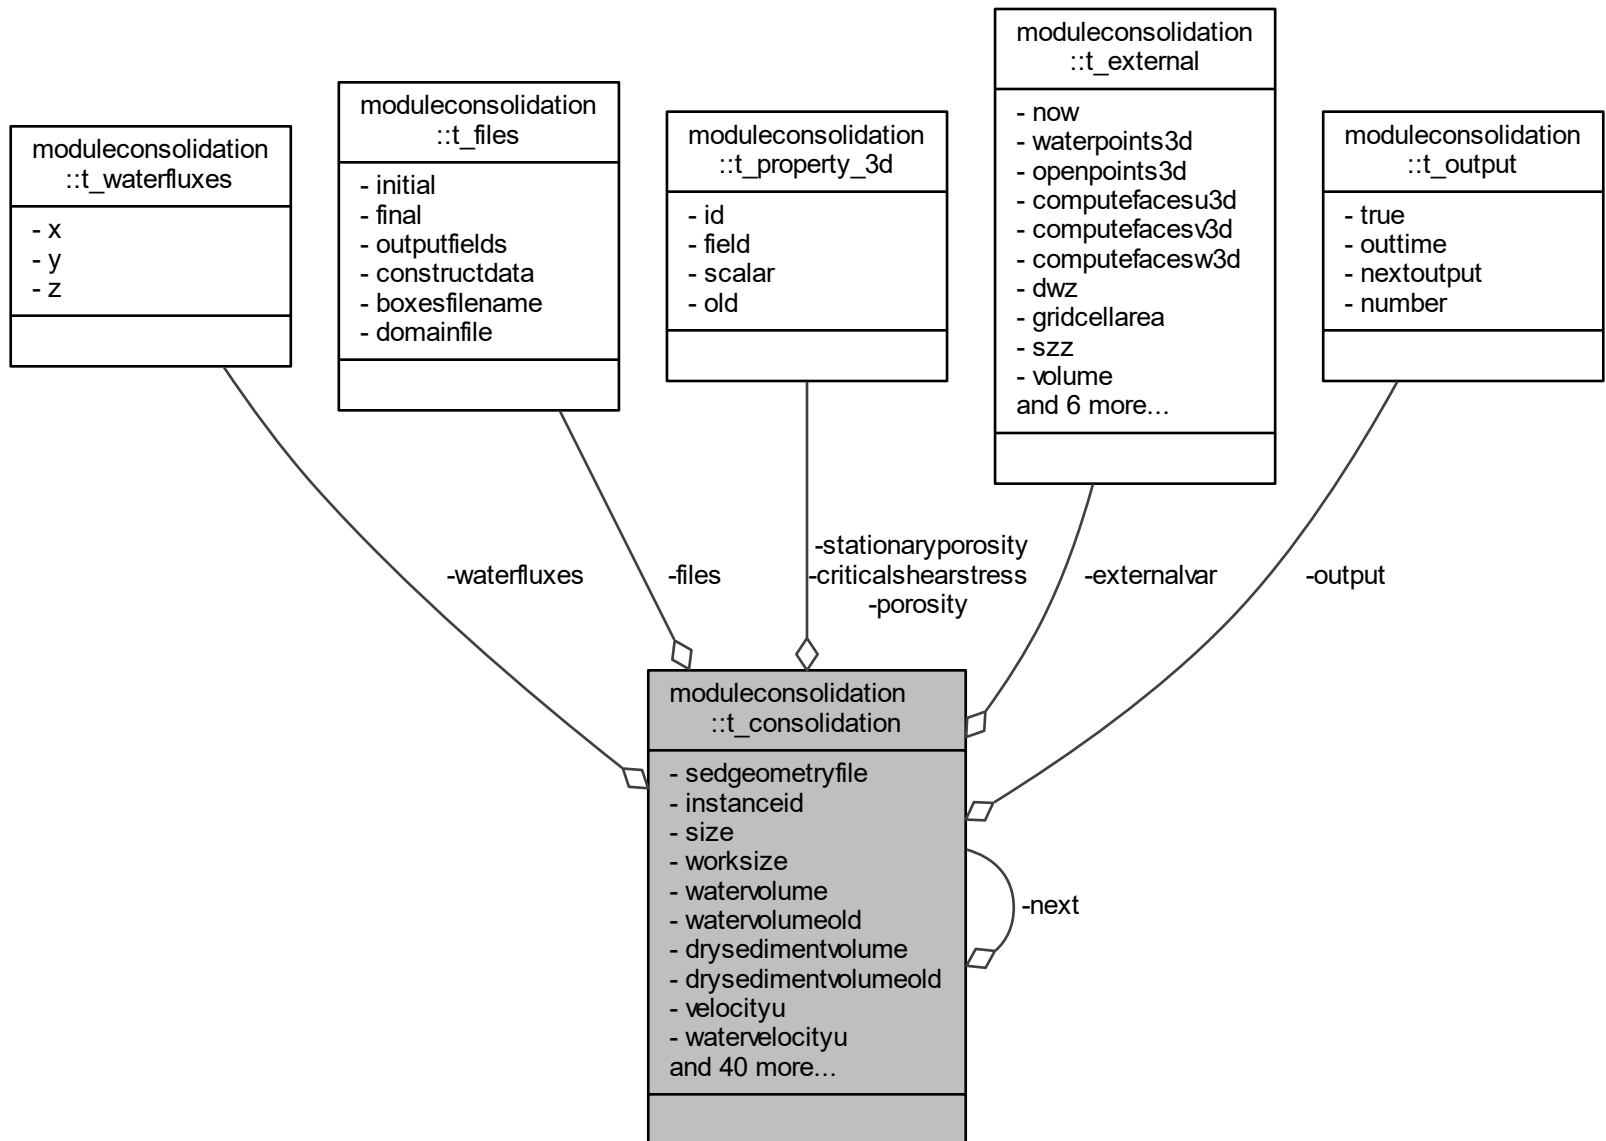 moduleconsolidation
::t_waterfluxes
- x
- y
- z
moduleconsolidation
::t_files
- initial
- final
- outputfields
- constructdata
- boxesfilename
- domainfile
moduleconsolidation
::t_property_3d
- id
- field
- scalar
- old
moduleconsolidation
::t_external
- now
- waterpoints3d
- openpoints3d
- computefacesu3d
- computefacesv3d
- computefacesw3d
- dwz
- gridcellarea
- szz
- volume
and 6 more...
moduleconsolidation
::t_output
- true
- outtime
- nextoutput
- number
-waterfluxes
-files
-stationaryporosity
-criticalshearstress
-porosity
-externalvar
-output
moduleconsolidation
::t_consolidation
- sedgeometryfile
- instanceid
- size
- worksize
- watervolume
- watervolumeold
- drysedimentvolume
- drysedimentvolumeold
- velocityu
- watervelocityu
and 40 more...
-next